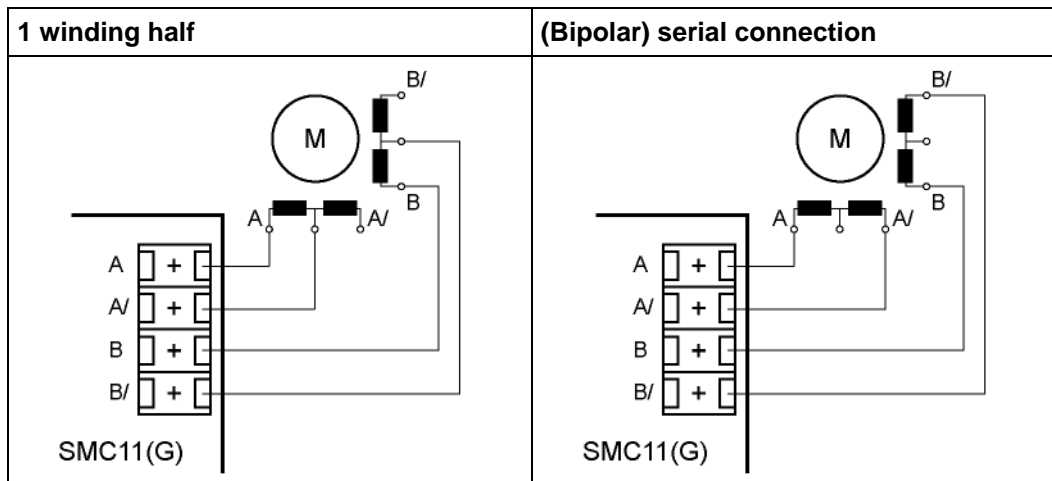 1 winding half
B/
M
B
A
A/
A +
A/ +
B +
B/ +
SMC11(G)
(Bipolar) serial connection
B/
M
B
A
A/
A +
A/ +
B +
B/ +
SMC11(G)